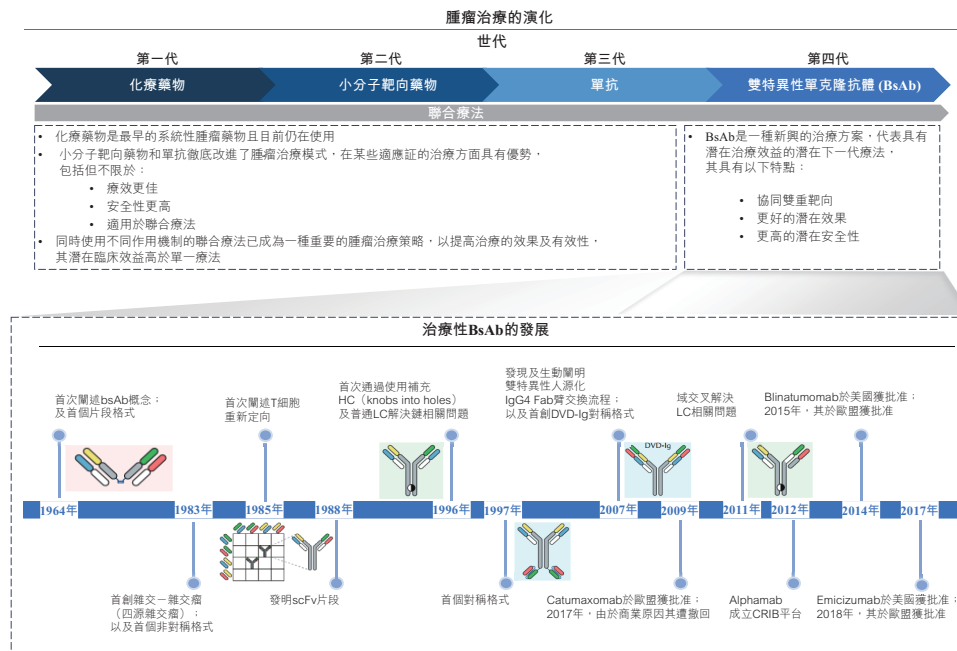 腫瘤治療的演化
世代
第一代
第二代
第三代
第四代
化療藥物
小分子靶向藥物
單抗
雙特異性單克隆抗體 (BsAb)
聯合療法
• 化療藥物是最早的系統性腫瘤藥物且目前仍在使用
• 小分子靶向藥物和單抗徹底改進了腫瘤治療模式，在某些適應証的治療方面具有優勢，
包括但不限於：
• 療效更佳
• 安全性更高
• 適用於聯合療法
• 同時使用不同作用機制的聯合療法已成為一種重要的腫瘤治療策略，以提高治療的效果及有效性，
其潛在臨床效益高於單一療法
• BsAb是一種新興的治療方案，代表具有
潛在治療效益的潛在下一代療法，
其具有以下特點：
• 協同雙重靶向
• 更好的潛在效果
• 更高的潛在安全性
治療性BsAb的發展
首次闡述bsAb概念；
及首個片段格式
首次闡述T細胞
重新定向
首次通過使用補充
HC（knobs into holes）
及普通LC解決鏈相關問題
發現及生動闡明
雙特異性人源化
IgG4 Fab臂交換流程；
以及首創DVD-Ig對稱格式
域交叉解決
LC相關問題
Blinatumomab於美國獲批准；
2015年，其於歐盟獲批准
DVD-Ig
1964年
1983年
1985年
1988年
1996年
1997年
2007年
2009年
2011年
2012年
2014年
2017年
首創雜交－雜交瘤
（四源雜交瘤）；
以及首個非對稱格式
發明scFv片段
首個對稱格式
Catumaxomab於歐盟獲批准；
2017年，由於商業原因其遭撤回
Alphamab
成立CRIB平台
Emicizumab於美國獲批准；
2018年，其於歐盟獲批准